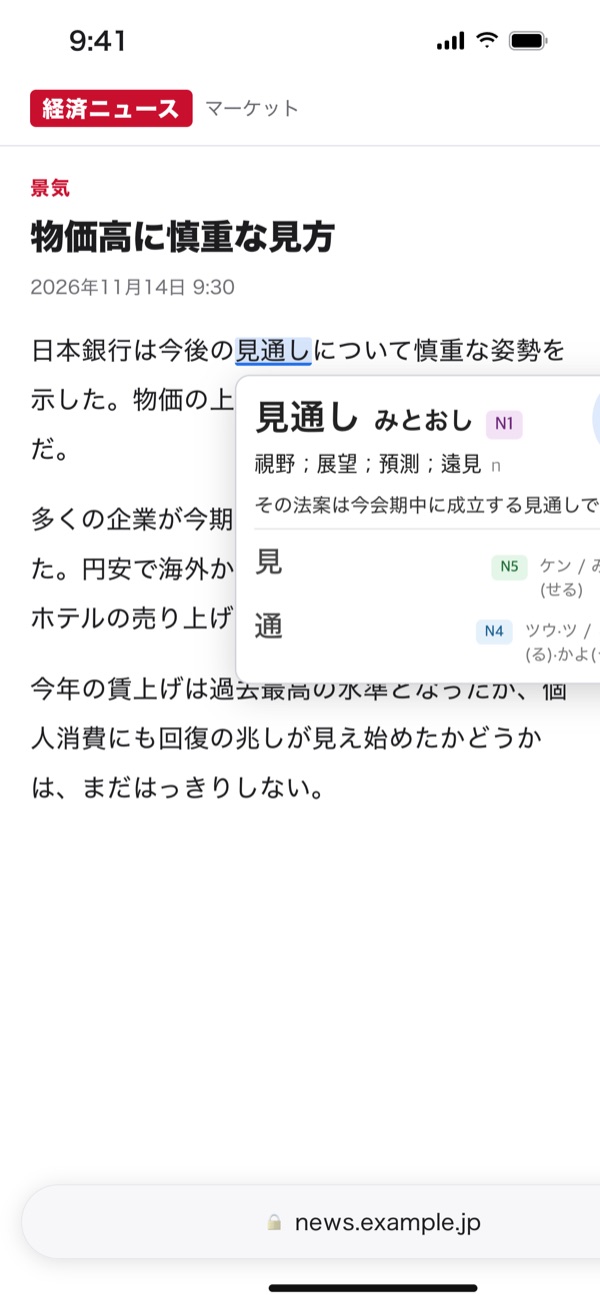 9:41
経済ニュース マーケット
景気
物価高に慎重な見方
2026年11月14日 9:30
日本銀行は今後の見通しについて慎重な姿勢を
示した。物価の上
だ。
見通し みとおし N1
視野；展望；預測；遠見 n
その法案は今会期中に成立する見通しで
見 N5 ケン / み
(せる)
通 N4 ツウ·ツ /
(る)·かよ(
多くの企業が今期
た。円安で海外か
ホテルの売り上げ
今年の賃上げは過去最高の水準となったが、個
人消費にも回復の兆しが見え始めたかどうか
は、まだはっきりしない。
news.example.jp